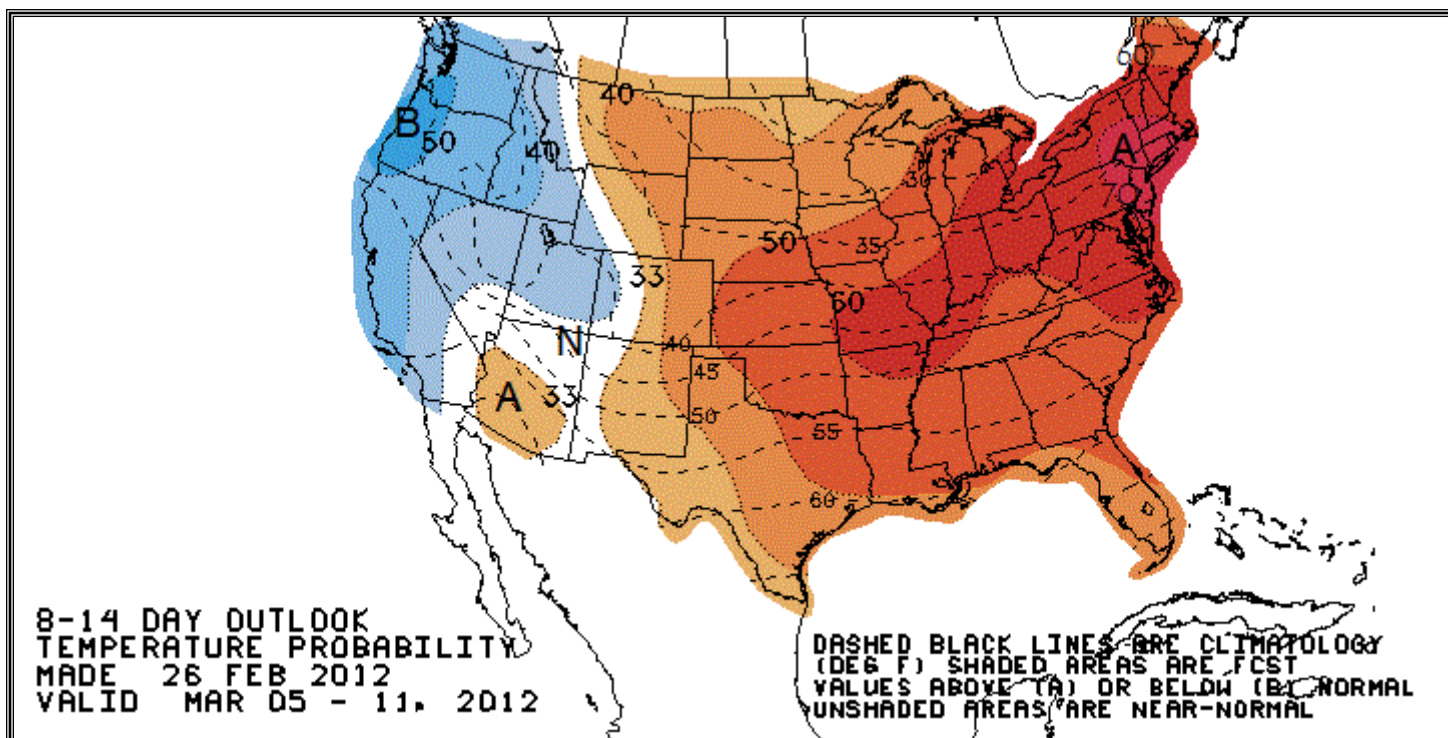 60
40
B
50
40
A
70
30
50
35
33
60
N
40
45
A
33
50
55
60
8-14 DAY OUTLOOK
TEMPERATURE PROBABILITY
MADE 26 FEB 2012
VALID MAR 05 - 11, 2012
DASHED BLACK LINES ARE CLIMATOLOGY
(DEG F) SHADED AREAS ARE FCST
VALUES ABOVE (A) OR BELOW (B) NORMAL
UNSHADED AREAS ARE NEAR-NORMAL